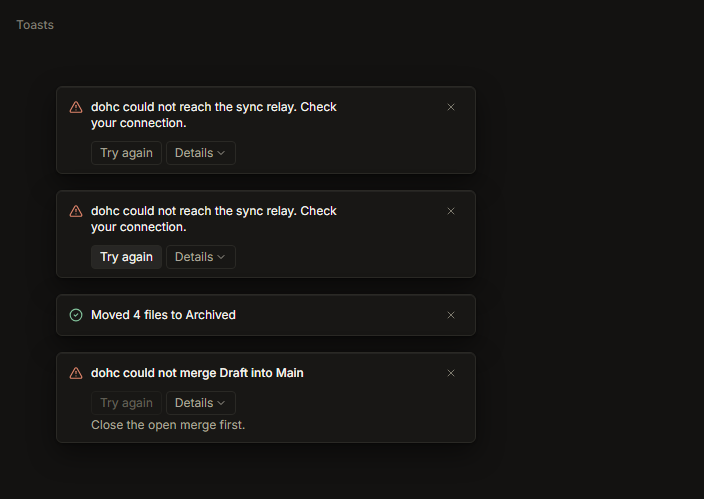 Toasts
dohc could not reach the sync relay. Check
your connection.
Try again Details
dohc could not reach the sync relay. Check
your connection.
Try again Details
Moved 4 files to Archived
dohc could not merge Draft into Main
Try again Details
Close the open merge first.